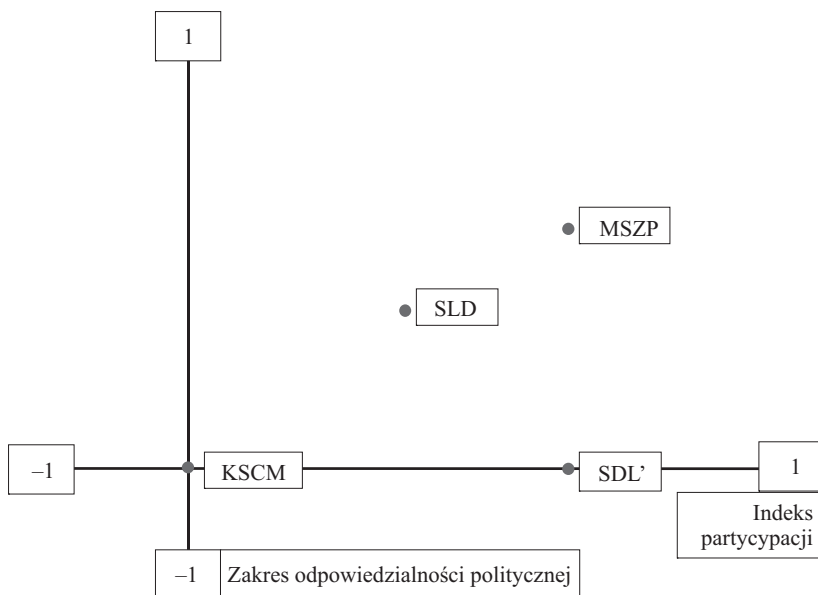 1
MSZP
SLD
–1
KSCM
SDL’
1
Indeks
partycypacji
–1
Zakres odpowiedzialności politycznej